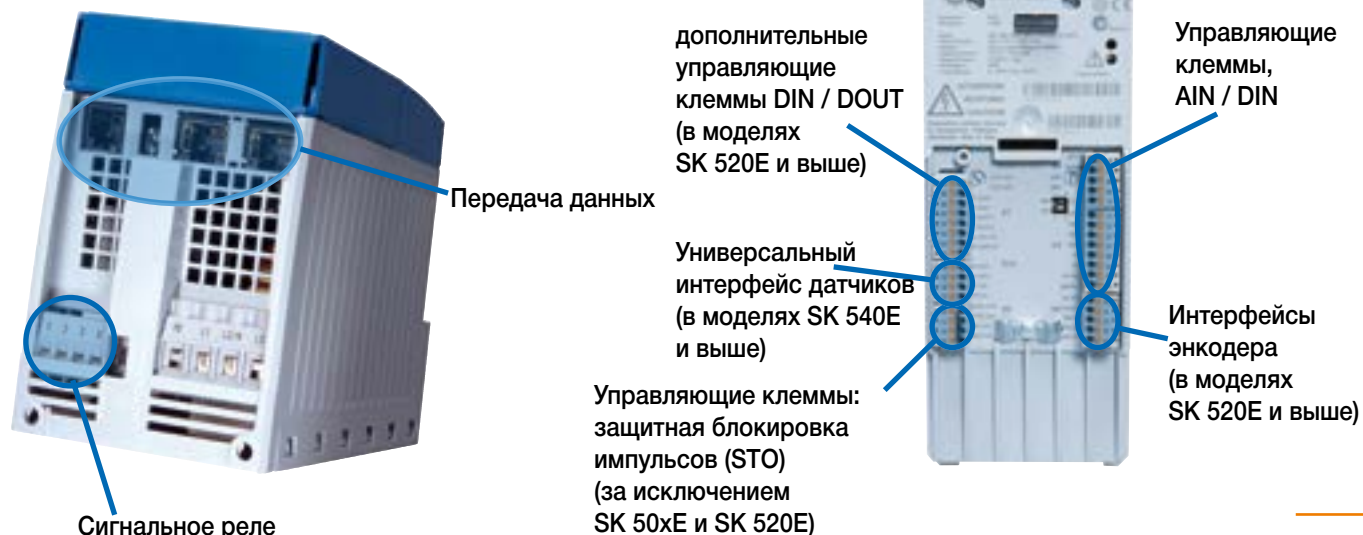 Передача данных
Сигнальное реле
дополнительные
управляющие
клеммы DIN / DOUT
(в моделях
SK 520E и выше)
Универсальный
интерфейс датчиков
(в моделях SK 540E
и выше)
Управляющие клеммы:
защитная блокировка
импульсов (STO)
(за исключением
SK 50xE и SK 520E)
Управляющие
клеммы,
AIN / DIN
Интерфейсы
энкодера
(в моделях
SK 520E и выше)